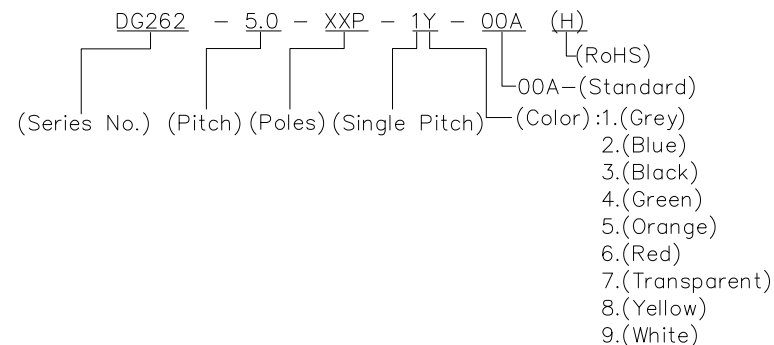 DG262 - 5.0 - XXP - 1Y - 00A (H)
(RoHS)
00A-(Standard)
(Series No.) (Pitch) (Poles) (Single Pitch) (Color):1.(Grey)
2.(Blue)
3.(Black)
4.(Green)
5.(Orange)
6.(Red)
7.(Transparent)
8.(Yellow)
9.(White)